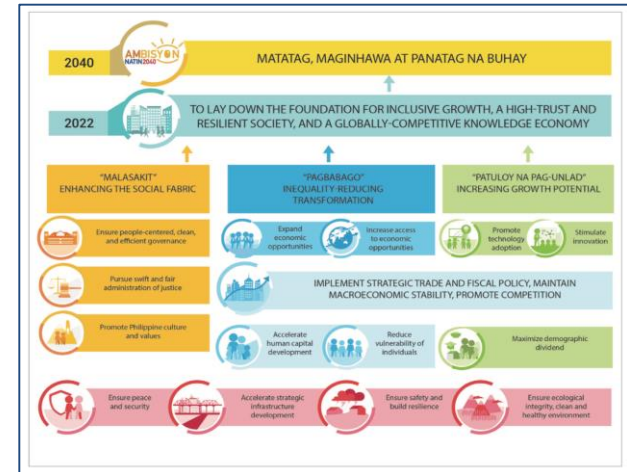 2040
AMBISYON
NATIN 2040
MATATAG, MAGINHAWA AT PANATAG NA BUHAY
2022
TO LAY DOWN THE FOUNDATION FOR INCLUSIVE GROWTH, A HIGH-TRUST AND
RESILIENT SOCIETY, AND A GLOBALLY-COMPETITIVE KNOWLEDGE ECONOMY
"MALASAKIT"
ENHANCING THE SOCIAL FABRIC
"PAGBABAGO"
INEQUALITY-REDUCING
TRANSFORMATION
"PATULOY NA PAG-UNLAD"
INCREASING GROWTH POTENTIAL
Ensure people-centered, clean,
and efficient governance
Expand
economic
opportunities
Increase access
to economic
opportunities
Promote
technology
adoption
Stimulate
innovation
Pursue swift and fair
administration of justice
IMPLEMENT STRATEGIC TRADE AND FISCAL POLICY, MAINTAIN
MACROECONOMIC STABILITY, PROMOTE COMPETITION
Promote Philippine culture
and values
Accelerate
human capital
development
Reduce
vulnerability of
individuals
Maximize demographic
dividend
Ensure peace
and security
Accelerate strategic
infrastructure
development
Ensure safety and
build resilience
Ensure ecological
integrity, clean and
healthy environment